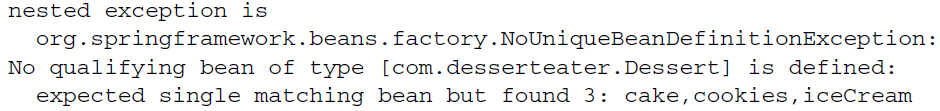 nested exception is
org.springframework.beans.factory.NoUniqueBeanDefinitionException:
No qualifying bean of type [com.desserteater.Dessert] is defined:
expected single matching bean but found 3: cake,cookies,iceCream